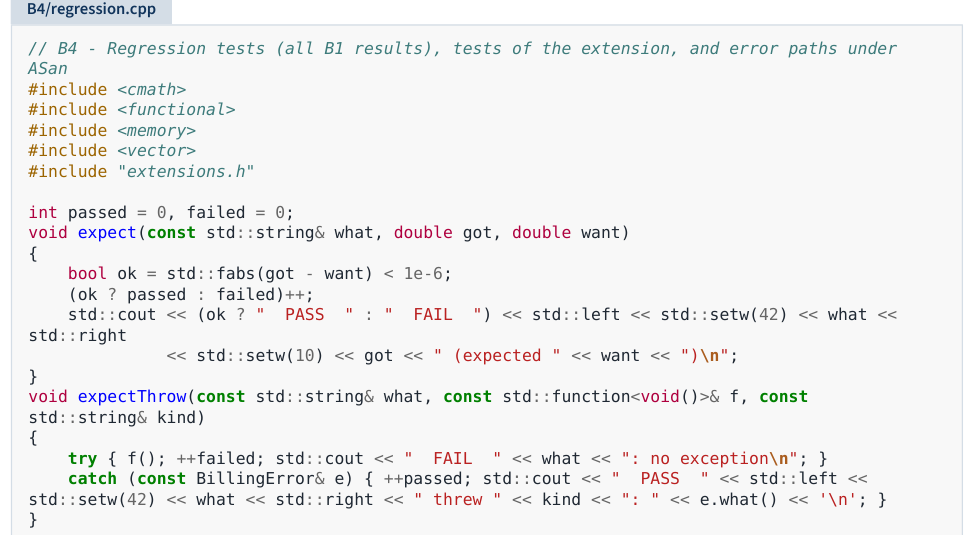 B4/regression.cpp
// B4 - Regression tests (all B1 results), tests of the extension, and error paths under
ASan
#include <cmath>
#include <functional>
#include <memory>
#include <vector>
#include "extensions.h"

int passed = 0, failed = 0;
void expect(const std::string& what, double got, double want)
{
    bool ok = std::fabs(got - want) < 1e-6;
    (ok ? passed : failed)++;
    std::cout << (ok ? "  PASS  " : "  FAIL  ") << std::left << std::setw(42) << what <<
std::right
              << std::setw(10) << got << " (expected " << want << ")\n";
}
void expectThrow(const std::string& what, const std::function<void()>& f, const
std::string& kind)
{
    try { f(); ++failed; std::cout << "  FAIL  " << what << ": no exception\n"; }
    catch (const BillingError& e) { ++passed; std::cout << "  PASS  " << std::left <<
std::setw(42) << what << std::right << " threw " << kind << ": " << e.what() << '\n'; }
}